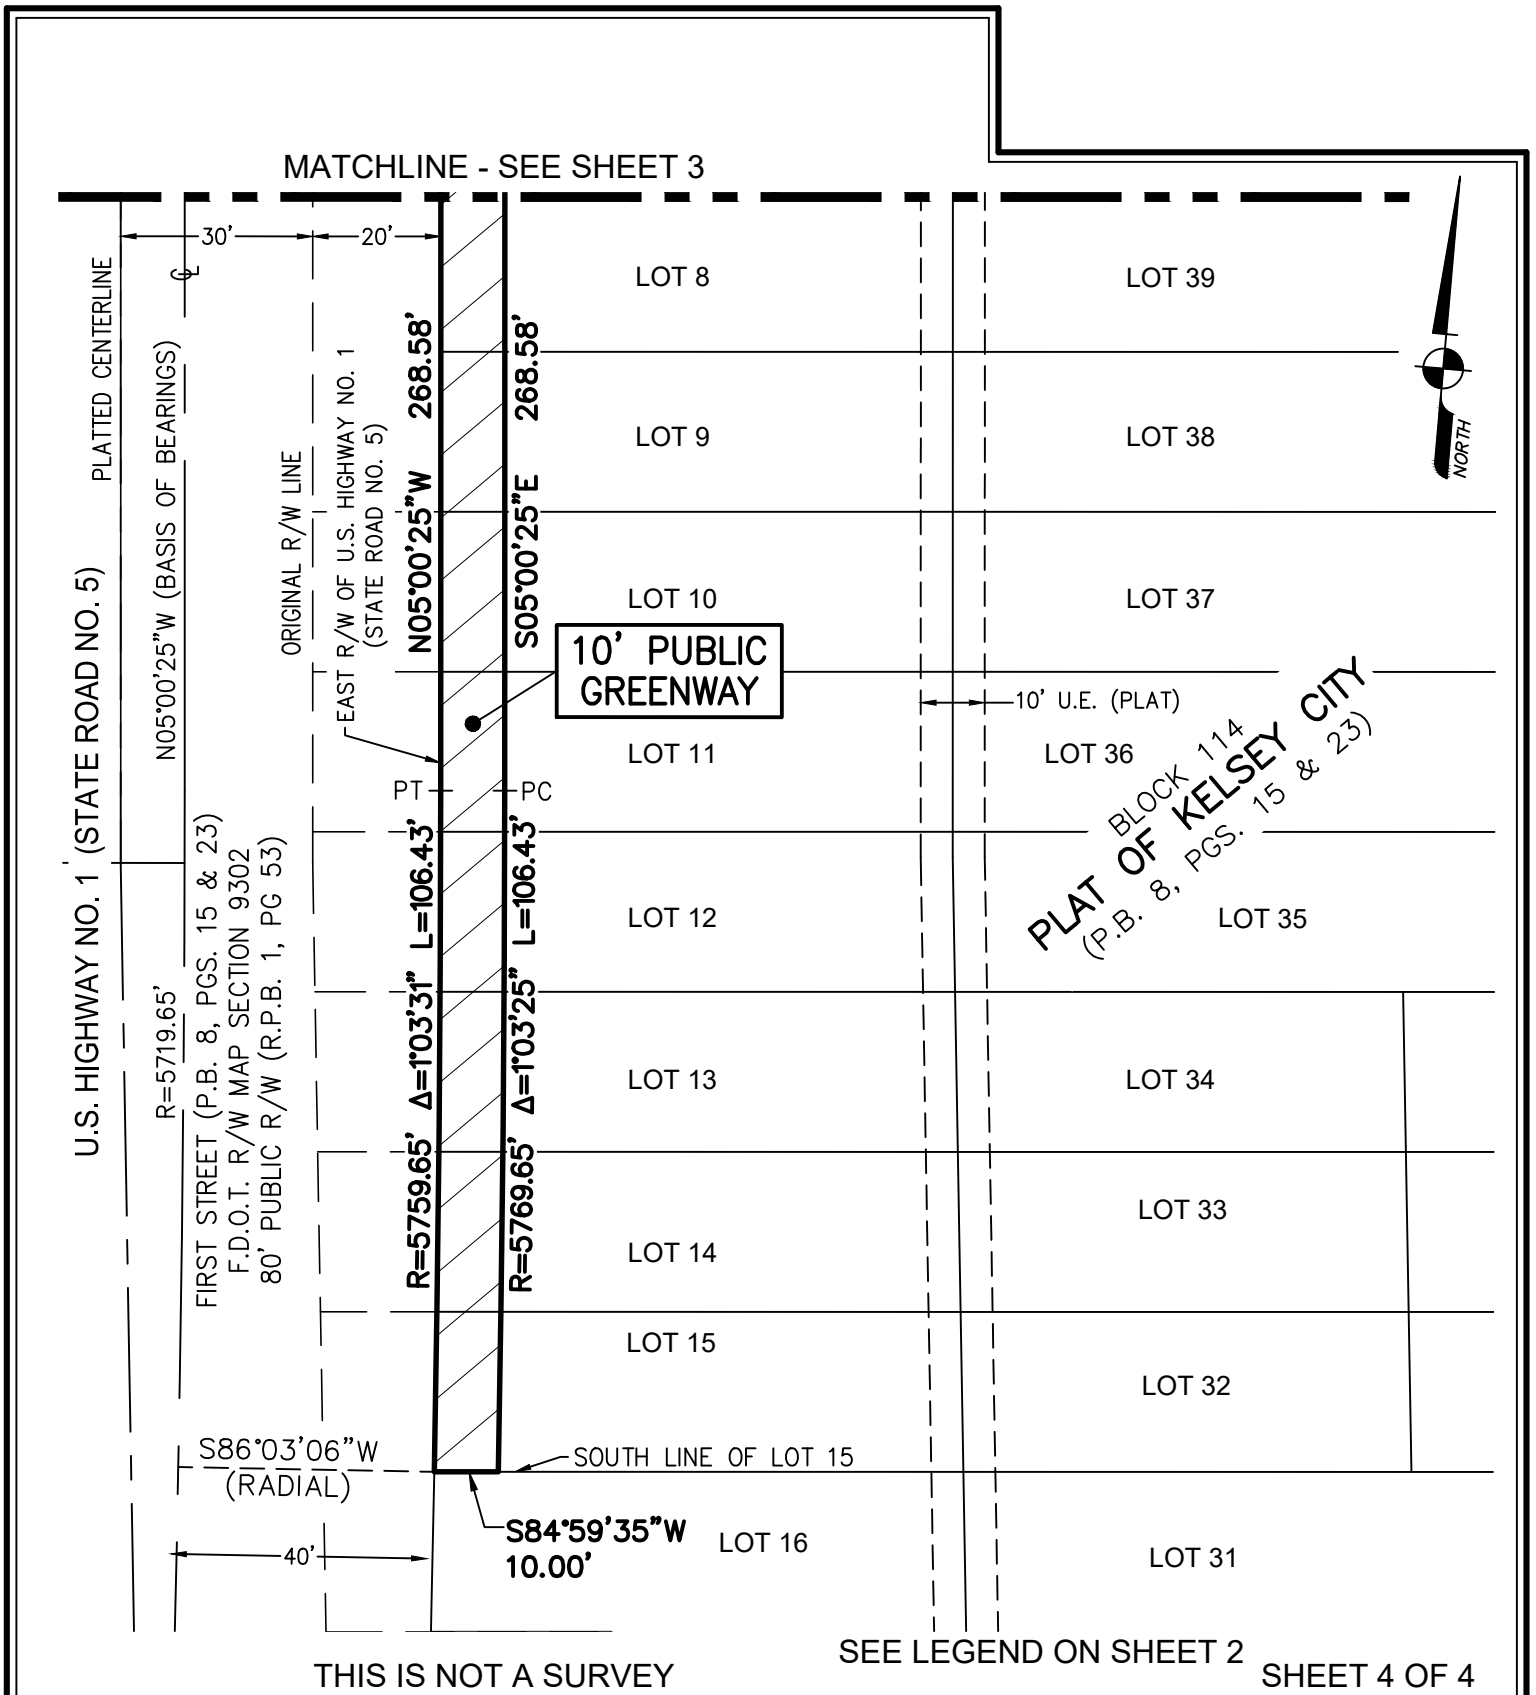 MATCHLINE - SEE SHEET 3
30'
20'
PLATTED CENTERLINE
℄
N05°00'25"W (BASIS OF BEARINGS)
ORIGINAL R/W LINE
EAST R/W OF U.S. HIGHWAY NO. 1
(STATE ROAD NO. 5)
N05°00'25"W 268.58'
S05°00'25"E 268.58'
LOT 8
LOT 39
LOT 9
LOT 38
NORTH
LOT 10
LOT 37
10' PUBLIC
GREENWAY
10' U.E. (PLAT)
LOT 11
LOT 36
BLOCK 114
PLAT OF KELSEY CITY
(P.B. 8, PGS. 15 & 23)
PT
PC
U.S. HIGHWAY NO. 1 (STATE ROAD NO. 5)
R=5719.65'
FIRST STREET (P.B. 8, PGS. 15 & 23)
F.D.O.T. R/W MAP SECTION 9302
80' PUBLIC R/W (R.P.B. 1, PG 53)
R=5759.65' Δ=1°03'31" L=106.43'
R=5769.65' Δ=1°03'25" L=106.43'
LOT 12
LOT 35
LOT 13
LOT 34
LOT 14
LOT 33
LOT 15
LOT 32
S86°03'06"W
(RADIAL)
SOUTH LINE OF LOT 15
S84°59'35"W
10.00'
40'
LOT 16
LOT 31
SEE LEGEND ON SHEET 2
THIS IS NOT A SURVEY
SHEET 4 OF 4